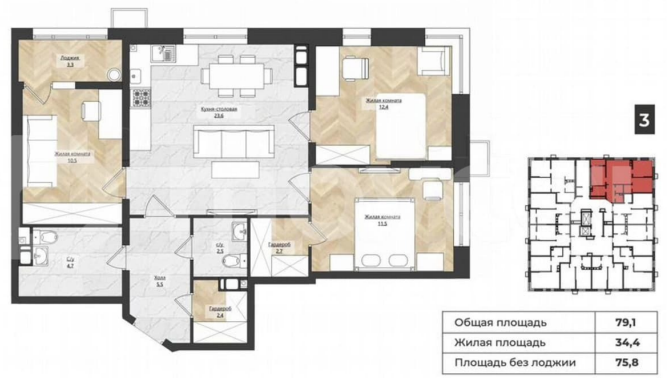 Лоджия
3.3
Кухня-столовая
23.6
Жилая комната
12.4
3
Жилая комната
10.5
Жилая комната
11.5
С/у
4.7
с/у
2.5
Гардероб
2.7
Холл
5.5
Гардероб
2.4
Общая площадь 79,1
Жилая площадь 34,4
Площадь без лоджии 75,8